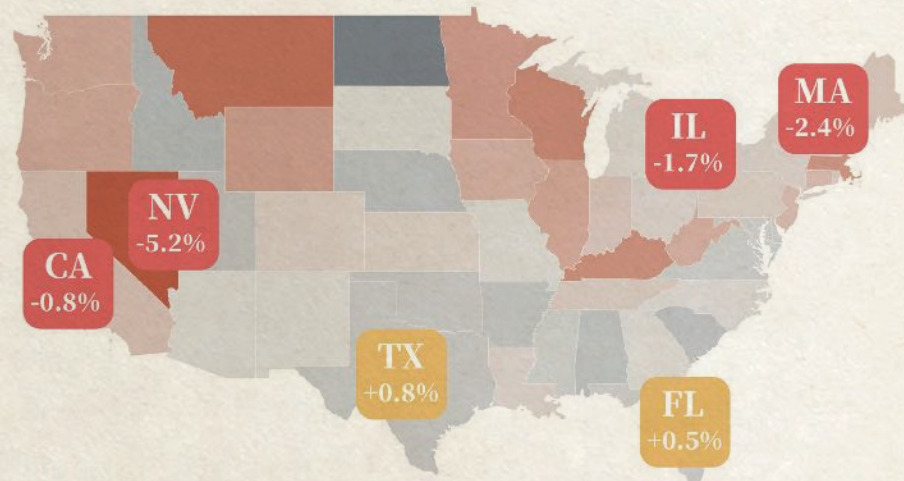 MA
-2.4%
IL
-1.7%
NV
-5.2%
CA
-0.8%
TX
+0.8%
FL
+0.5%